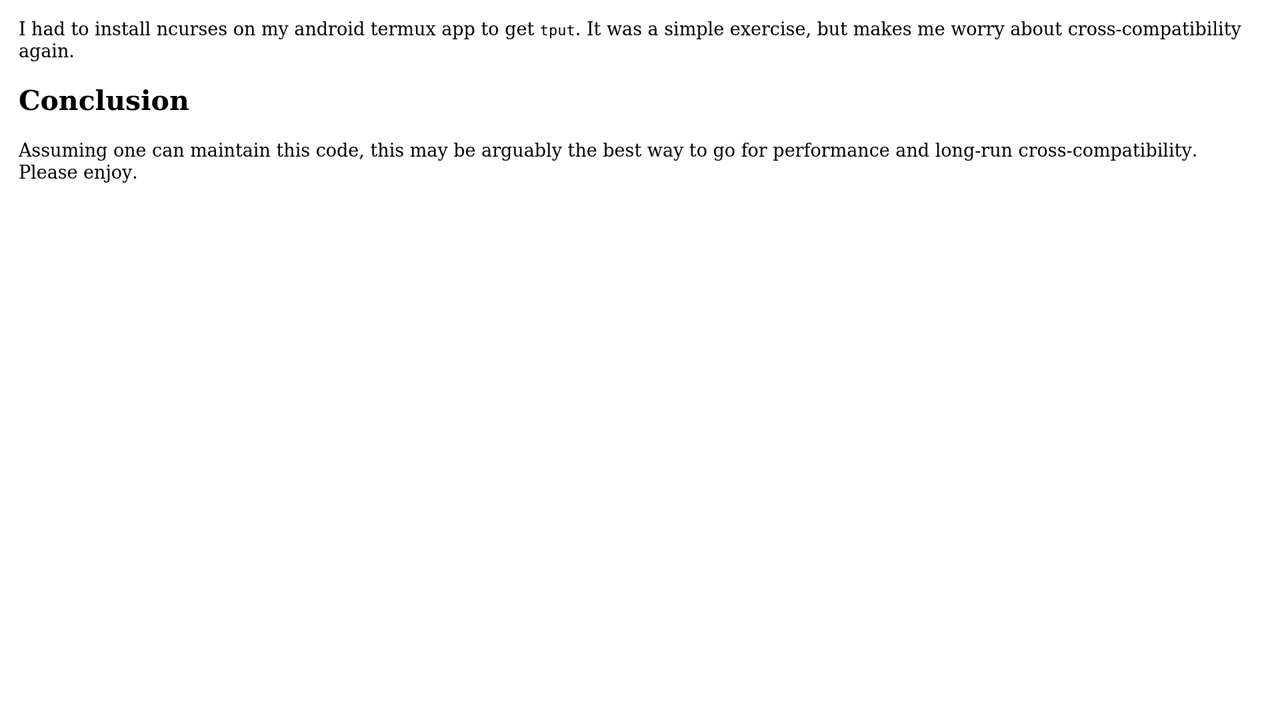 I had to install ncurses on my android termux app to get tput. It was a simple exercise, but makes me worry about cross-compatibility
again.
Conclusion
Assuming one can maintain this code, this may be arguably the best way to go for performance and long-run cross-compatibility.
Please enjoy.